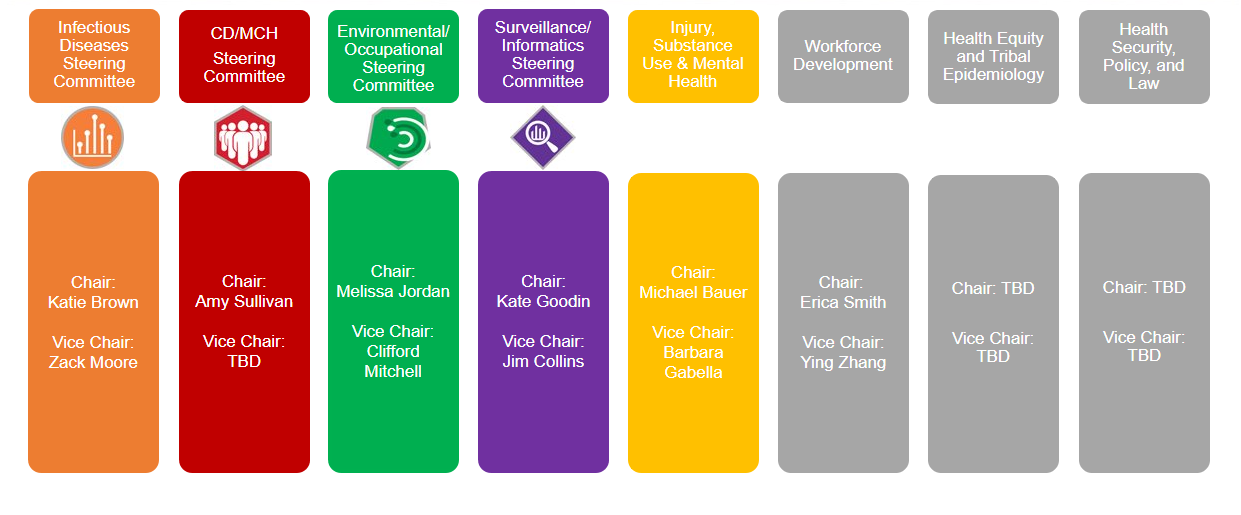 Infectious
Diseases
Steering
Committee
CD/MCH
Steering
Committee
Environmental/
Occupational
Steering
Committee
Surveillance/
Informatics
Steering
Committee
Injury,
Substance
Use & Mental
Health
Workforce
Development
Health Equity
and Tribal
Epidemiology
Health
Security,
Policy, and
Law
Chair:
Katie Brown
Vice Chair:
Zack Moore
Chair:
Amy Sullivan
Vice Chair:
TBD
Chair:
Melissa Jordan
Vice Chair:
Clifford
Mitchell
Chair:
Kate Goodin
Vice Chair:
Jim Collins
Chair:
Michael Bauer
Vice Chair:
Barbara
Gabella
Chair:
Erica Smith
Vice Chair:
Ying Zhang
Chair: TBD
Vice Chair:
TBD
Chair: TBD
Vice Chair:
TBD